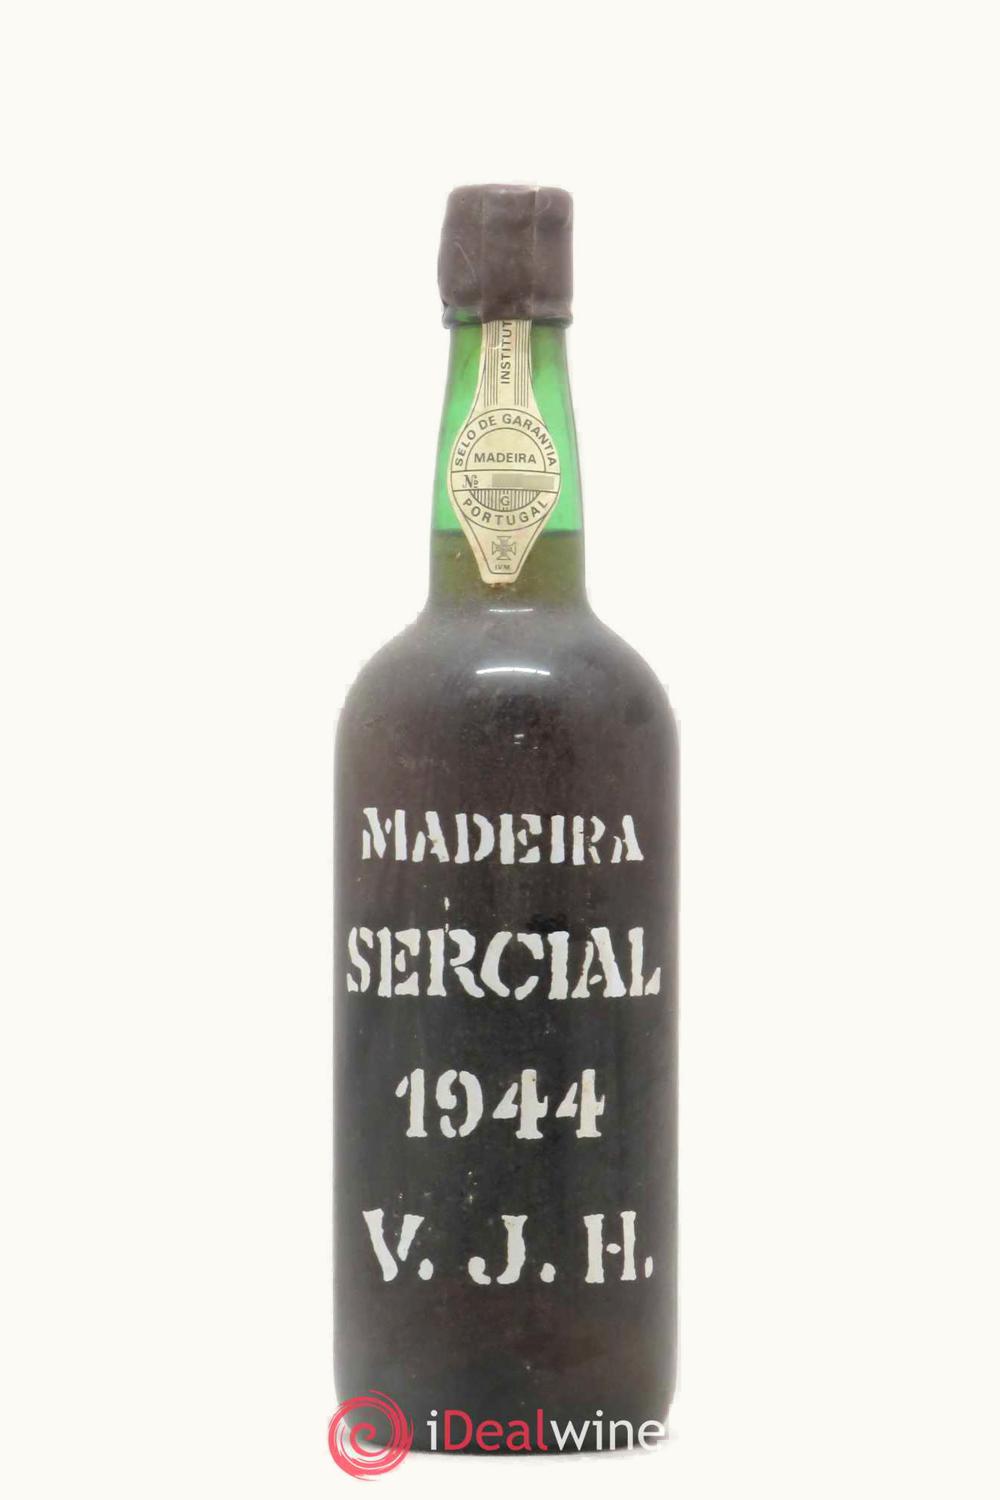 INSTITUT
SELO DE GARANTIA
MADEIRA
№
G
PORTUGAL
IVM
MADEIRA
SERCIAL
1944
V. J. H.
iDealwine